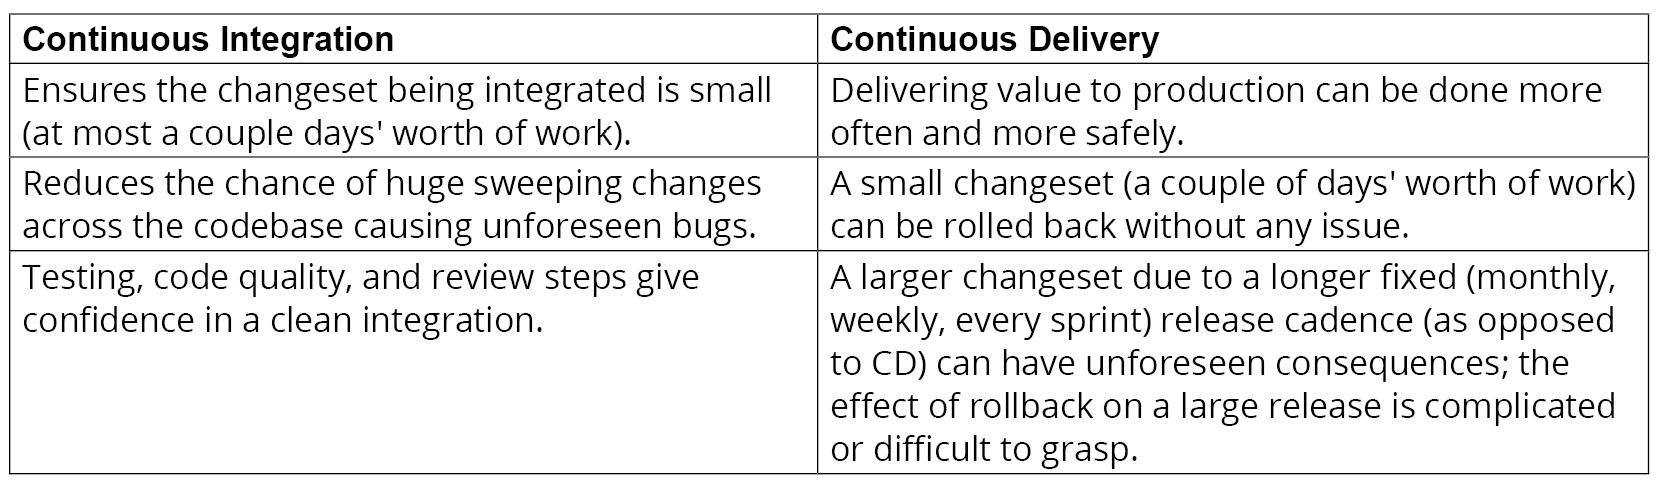 Continuous Integration
Continuous Delivery
Ensures the changeset being integrated is small
(at most a couple days' worth of work).
Delivering value to production can be done more
often and more safely.
Reduces the chance of huge sweeping changes
across the codebase causing unforeseen bugs.
A small changeset (a couple of days' worth of work)
can be rolled back without any issue.
Testing, code quality, and review steps give
confidence in a clean integration.
A larger changeset due to a longer fixed (monthly,
weekly, every sprint) release cadence (as opposed
to CD) can have unforeseen consequences; the
effect of rollback on a large release is complicated
or difficult to grasp.